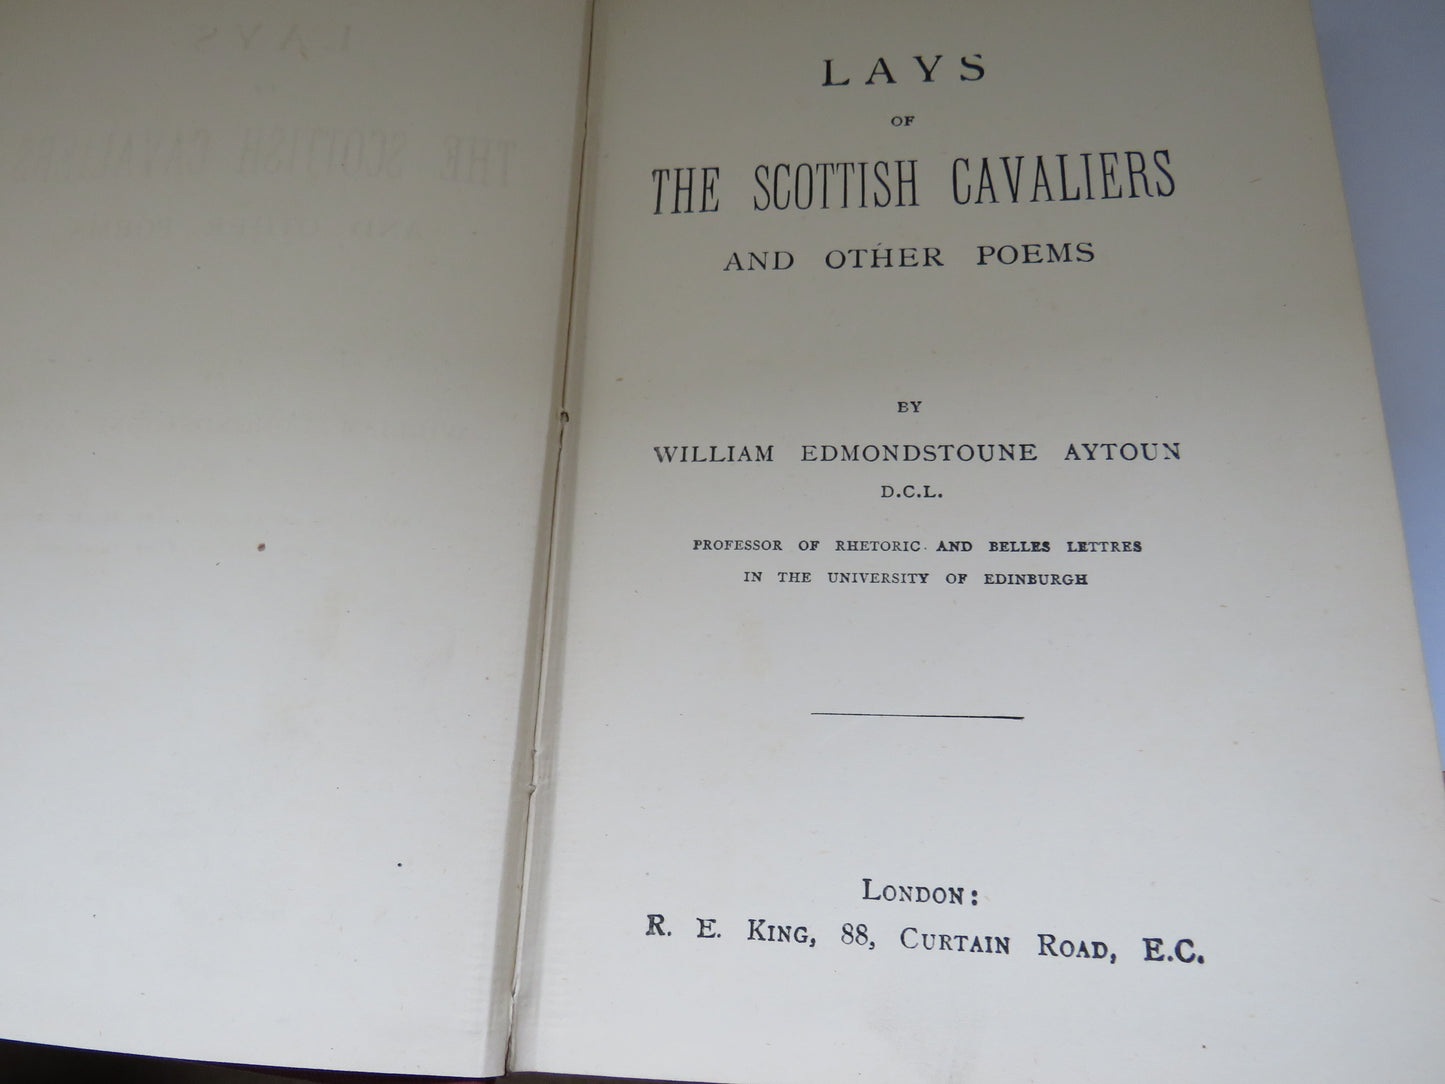 LAYS
OF
THE SCOTTISH CAVALIERS
AND OTHER POEMS
BY
WILLIAM EDMONDSTOUNE AYTOUN
D.C.L.
PROFESSOR OF RHETORIC AND BELLES LETTRES
IN THE UNIVERSITY OF EDINBURGH
LONDON:
R. E. KING, 88, CURTAIN ROAD, E.C.